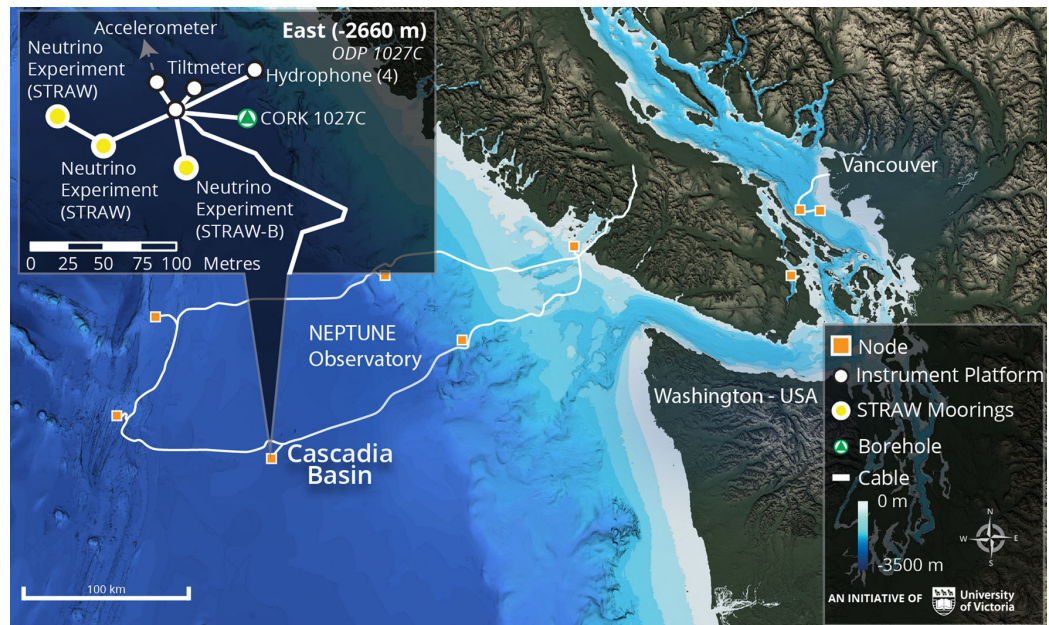 Accelerometer
East (-2660 m)
ODP 1027C
Neutrino
Experiment
(STRAW)
Tiltmeter
Hydrophone (4)
CORK 1027C
Neutrino
Experiment
(STRAW)
Neutrino
Experiment
(STRAW-B)
0 25 50 75 100 Metres
Vancouver
NEPTUNE
Observatory
Washington - USA
Cascadia
Basin
100 km
Node
Instrument Platform
STRAW Moorings
Borehole
Cable
0 m
-3500 m
N
W E
S
AN INITIATIVE OF
University
of Victoria